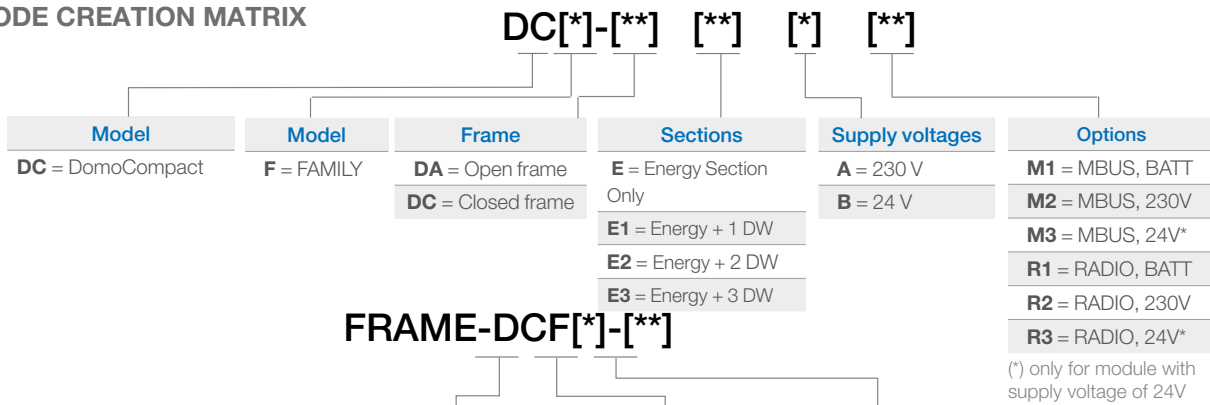 ODE CREATION MATRIX
DC[*]-[**] [**] [*] [**]
Model
DC = DomoCompact
Model
F = FAMILY
Frame
DA = Open frame
DC = Closed frame
Sections
E = Energy Section
Only
E1 = Energy + 1 DW
E2 = Energy + 2 DW
E3 = Energy + 3 DW
Supply voltages
A = 230 V
B = 24 V
Options
M1 = MBUS, BATT
M2 = MBUS, 230V
M3 = MBUS, 24V*
R1 = RADIO, BATT
R2 = RADIO, 230V
R3 = RADIO, 24V*
(*) only for module with
supply voltage of 24V
FRAME-DCF[*]-[**]